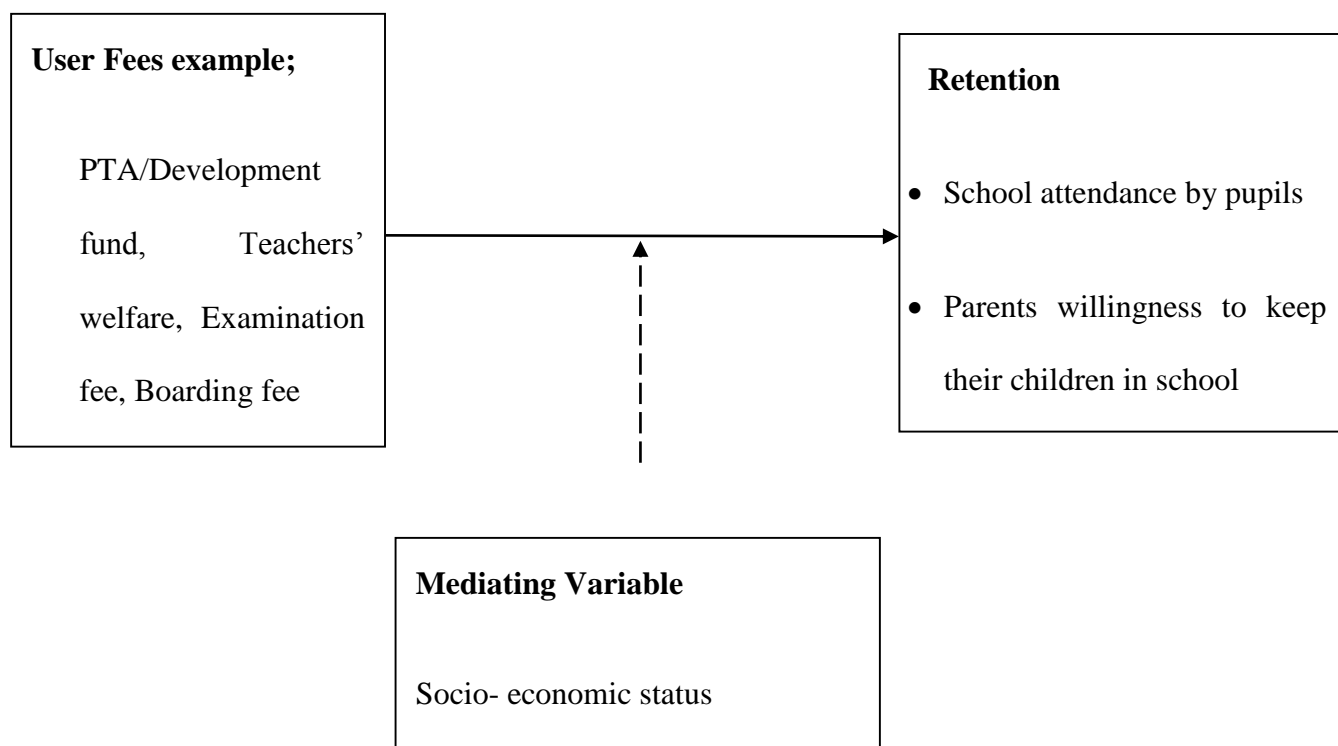 User Fees example;
PTA/Development
fund, Teachers’
welfare, Examination
fee, Boarding fee
Retention
• School attendance by pupils
• Parents willingness to keep
their children in school
Mediating Variable
Socio- economic status